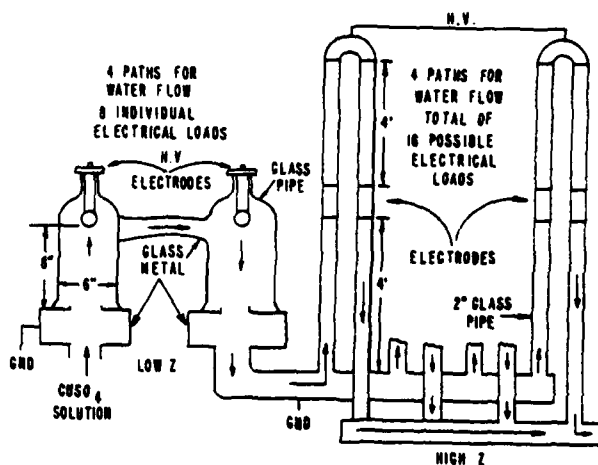 H.V.
4 PATHS FOR
WATER FLOW
8 INDIVIDUAL
ELECTRICAL LOADS
H.V
ELECTRODES
GLASS
PIPE
4 PATHS FOR
WATER FLOW
TOTAL OF
16 POSSIBLE
ELECTRICAL
LOADS
4'
GLASS
METAL
8"
6"
ELECTRODES
4'
2" GLASS
PIPE
GND
LOW Z
CUSO4
SOLUTION
GND
HIGH Z